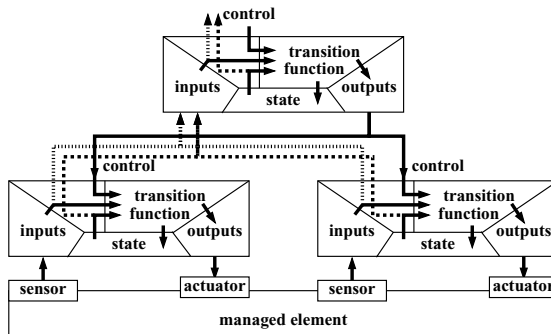 control
transition
function
inputs
outputs
state
control
control
transition
function
inputs
outputs
state
transition
function
inputs
outputs
state
sensor
actuator
sensor
actuator
managed element